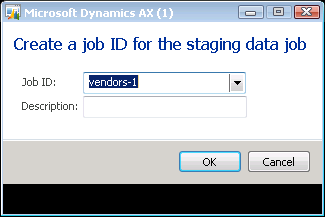 Microsoft Dynamics AX (1)
Create a job ID for the staging data job
Job ID: vendors-1
Description:
OK Cancel